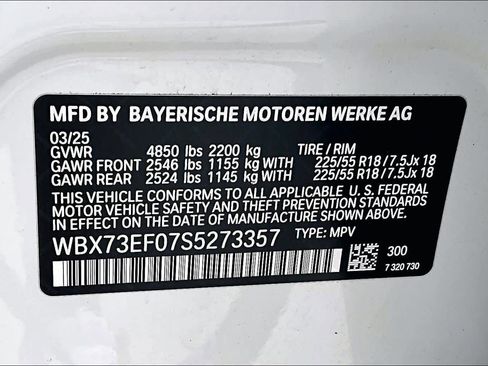 MFD BY BAYERISCHE MOTOREN WERKE AG
03/25
GVWR 4850 lbs 2200 kg TIRE / RIM
GAWR FRONT 2546 lbs 1155 kg WITH 225/55 R18 / 7.5Jx 18
GAWR REAR 2524 lbs 1145 kg WITH 225/55 R18 / 7.5Jx 18
THIS VEHICLE CONFORMS TO ALL APPLICABLE U. S. FEDERAL
MOTOR VEHICLE SAFETY AND THEFT PREVENTION STANDARDS IN
EFFECT ON THE DATE OF MANUFACTURE SHOWN ABOVE.
WBX73EF07S5273357 TYPE: MPV
300
7 320 730